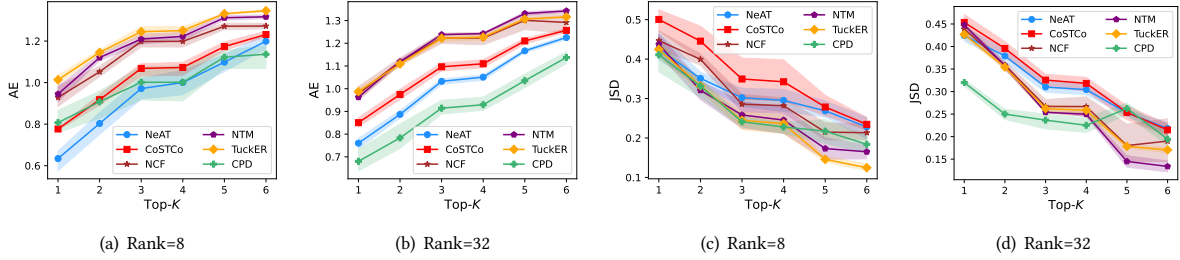 AE
1.2
1.0
0.8
0.6
NeAT
CoSTCo
NCF
NTM
TuckER
CPD
1 2 3 4 5 6
Top-K
(a) Rank=8
AE
1.3
1.2
1.1
1.0
0.9
0.8
0.7
NeAT
CoSTCo
NCF
NTM
TuckER
CPD
1 2 3 4 5 6
Top-K
(b) Rank=32
JSD
0.5
0.4
0.3
0.2
0.1
NeAT
CoSTCo
NCF
NTM
TuckER
CPD
1 2 3 4 5 6
Top-K
(c) Rank=8
JSD
0.45
0.40
0.35
0.30
0.25
0.20
0.15
NeAT
CoSTCo
NCF
NTM
TuckER
CPD
1 2 3 4 5 6
Top-K
(d) Rank=32